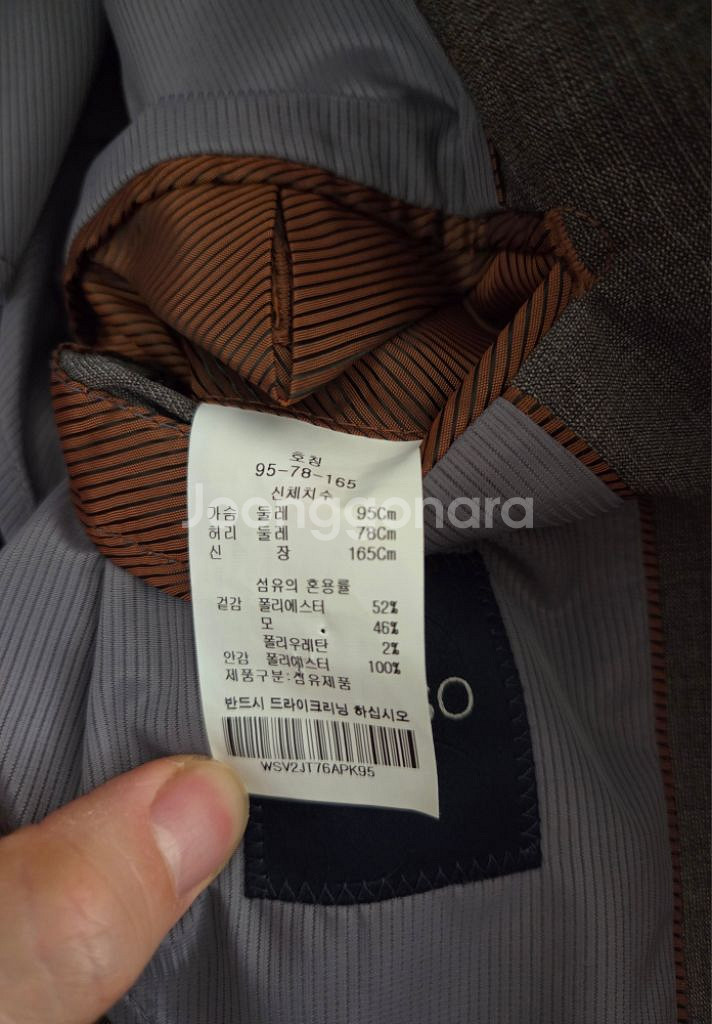 호칭
95-78-165
신체치수
가슴 둘레 95Cm
허리 둘레 78Cm
신 장 165Cm
섬유의 혼용률
겉감 폴리에스터 52%
모 46%
폴리우레탄 2%
안감 폴리에스터 100%
제품구분:섬유제품
반드시 드라이크리닝 하십시오
WSV2JT76APK95
Jeonggonara